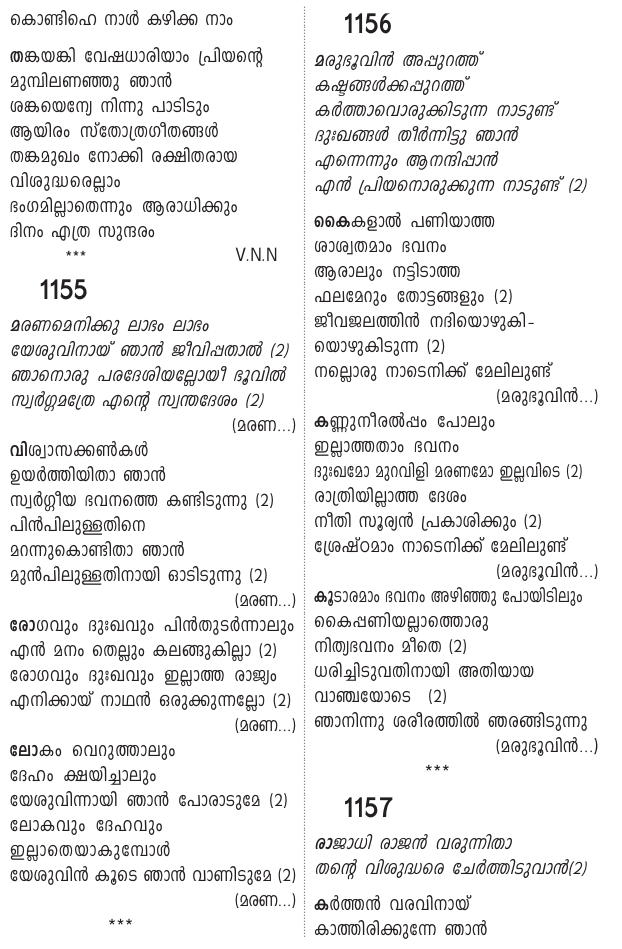 കൊണ്ടിഹെ നാൾ കഴിക്ക നാം
തങ്കയങ്കി വേഷധാരിയാം പ്രിയന്റെ
മുമ്പിലണഞ്ഞു ഞാൻ
ശങ്കയെന്യേ നിന്നു പാടിടും
ആയിരം സ്തോത്രഗീതങ്ങൾ
തങ്കമുഖം നോക്കി രക്ഷിതരായ
വിശുദ്ധരെല്ലാം
ഭംഗമില്ലാതെന്നും ആരാധിക്കും
ദിനം എത്ര സുന്ദരം
*** V.N.N
1155
മരണമെനിക്കു ലാഭം ലാഭം
യേശുവിനായ് ഞാൻ ജീവിപ്പതാൽ (2)
ഞാനൊരു പരദേശിയല്ലോയീ ഭൂവിൽ
സ്വർഗ്ഗമത്രേ എന്റെ സ്വന്തദേശം (2)
(മരണ...)
വിശ്വാസക്കൺകൾ
ഉയർത്തിയിതാ ഞാൻ
സ്വർഗ്ഗീയ ഭവനത്തെ കണ്ടിടുന്നു (2)
പിൻപിലുള്ളതിനെ
മറന്നുകൊണ്ടിതാ ഞാൻ
മുൻപിലുള്ളതിനായി ഓടിടുന്നു (2)
(മരണ...)
രോഗവും ദുഃഖവും പിൻതുടർന്നാലും
എൻ മനം തെല്ലും കലങ്ങുകില്ലാ (2)
രോഗവും ദുഃഖവും ഇല്ലാത്ത രാജ്യം
എനിക്കായ് നാഥൻ ഒരുക്കുന്നല്ലോ (2)
(മരണ...)
ലോകം വെറുത്താലും
ദേഹം ക്ഷയിച്ചാലും
യേശുവിന്നായി ഞാൻ പോരാടുമേ (2)
ലോകവും ദേഹവും
ഇല്ലാതെയാകുമ്പോൾ
യേശുവിൻ കൂടെ ഞാൻ വാണിടുമേ (2)
(മരണ...)
***
1156
മരുഭൂവിൻ അപ്പുറത്ത്
കഷ്ടങ്ങൾക്കപ്പുറത്ത്
കർത്താവൊരുക്കിടുന്ന നാടുണ്ട്
ദുഃഖങ്ങൾ തീർന്നിട്ടു ഞാൻ
എന്നെന്നും ആനന്ദിപ്പാൻ
എൻ പ്രിയനൊരുക്കുന്ന നാടുണ്ട് (2)
കൈകളാൽ പണിയാത്ത
ശാശ്വതമാം ഭവനം
ആരാലും നട്ടിടാത്ത
ഫലമേറും തോട്ടങ്ങളും (2)
ജീവജലത്തിൻ നദിയൊഴുകി-
യൊഴുകിടുന്ന (2)
നല്ലൊരു നാടെനിക്ക് മേലിലുണ്ട്
(മരുഭൂവിൻ...)
കണ്ണുനീരൽപ്പം പോലും
ഇല്ലാത്തതാം ഭവനം
ദുഃഖമോ മുറവിളി മരണമോ ഇല്ലവിടെ (2)
രാത്രിയില്ലാത്ത ദേശം
നീതി സൂര്യൻ പ്രകാശിക്കും (2)
ശ്രേഷ്ഠമാം നാടെനിക്ക് മേലിലുണ്ട്
(മരുഭൂവിൻ...)
കൂടാരമാം ഭവനം അഴിഞ്ഞു പോയിടിലും
കൈപ്പണിയല്ലാത്തൊരു
നിത്യഭവനം മീതെ (2)
ധരിച്ചിടുവതിനായി അതിയായ
വാഞ്ചയോടെ (2)
ഞാനിന്നു ശരീരത്തിൽ ഞരങ്ങിടുന്നു
(മരുഭൂവിൻ...)
***
1157
രാജാധി രാജൻ വരുന്നിതാ
തന്റെ വിശുദ്ധരെ ചേർത്തിടുവാൻ(2)
കർത്തൻ വരവിനായ്
കാത്തിരിക്കുന്നേ ഞാൻ